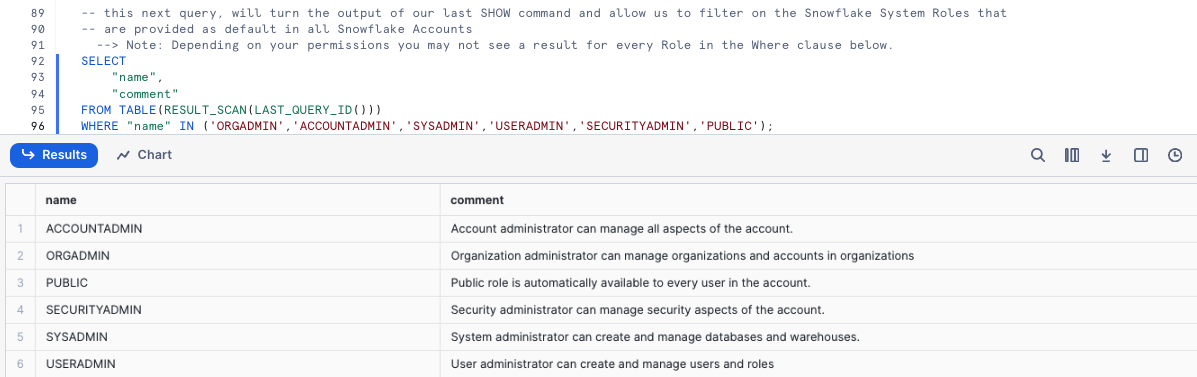 89 -- this next query, will turn the output of our last SHOW command and allow us to filter on the Snowflake System Roles that
90 -- are provided as default in all Snowflake Accounts
91 --> Note: Depending on your permissions you may not see a result for every Role in the Where clause below.
92 SELECT
93 "name",
94 "comment"
95 FROM TABLE(RESULT_SCAN(LAST_QUERY_ID()))
96 WHERE "name" IN ('ORGADMIN','ACCOUNTADMIN','SYSADMIN','USERADMIN','SECURITYADMIN','PUBLIC');
Results Chart
name comment
1 ACCOUNTADMIN Account administrator can manage all aspects of the account.
2 ORGADMIN Organization administrator can manage organizations and accounts in organizations
3 PUBLIC Public role is automatically available to every user in the account.
4 SECURITYADMIN Security administrator can manage security aspects of the account.
5 SYSADMIN System administrator can create and manage databases and warehouses.
6 USERADMIN User administrator can create and manage users and roles